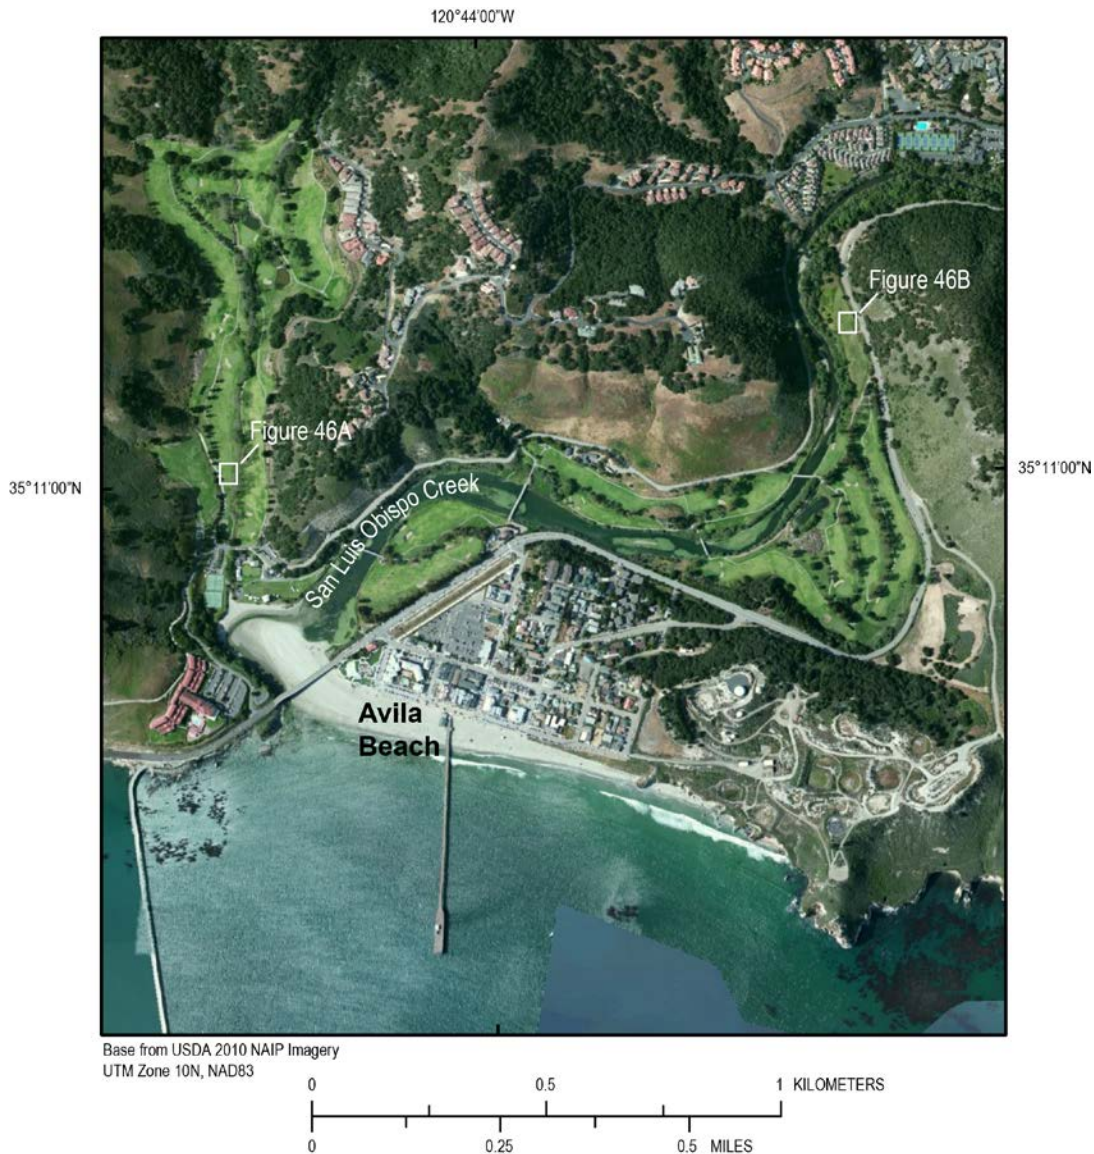 120°44'00"W
Figure 46B
Figure 46A
35°11'00"N
35°11'00"N
San Luis Obispo Creek
Avila
Beach
Base from USDA 2010 NAIP Imagery
UTM Zone 10N, NAD83
0 0.5 1 KILOMETERS
0 0.25 0.5 MILES